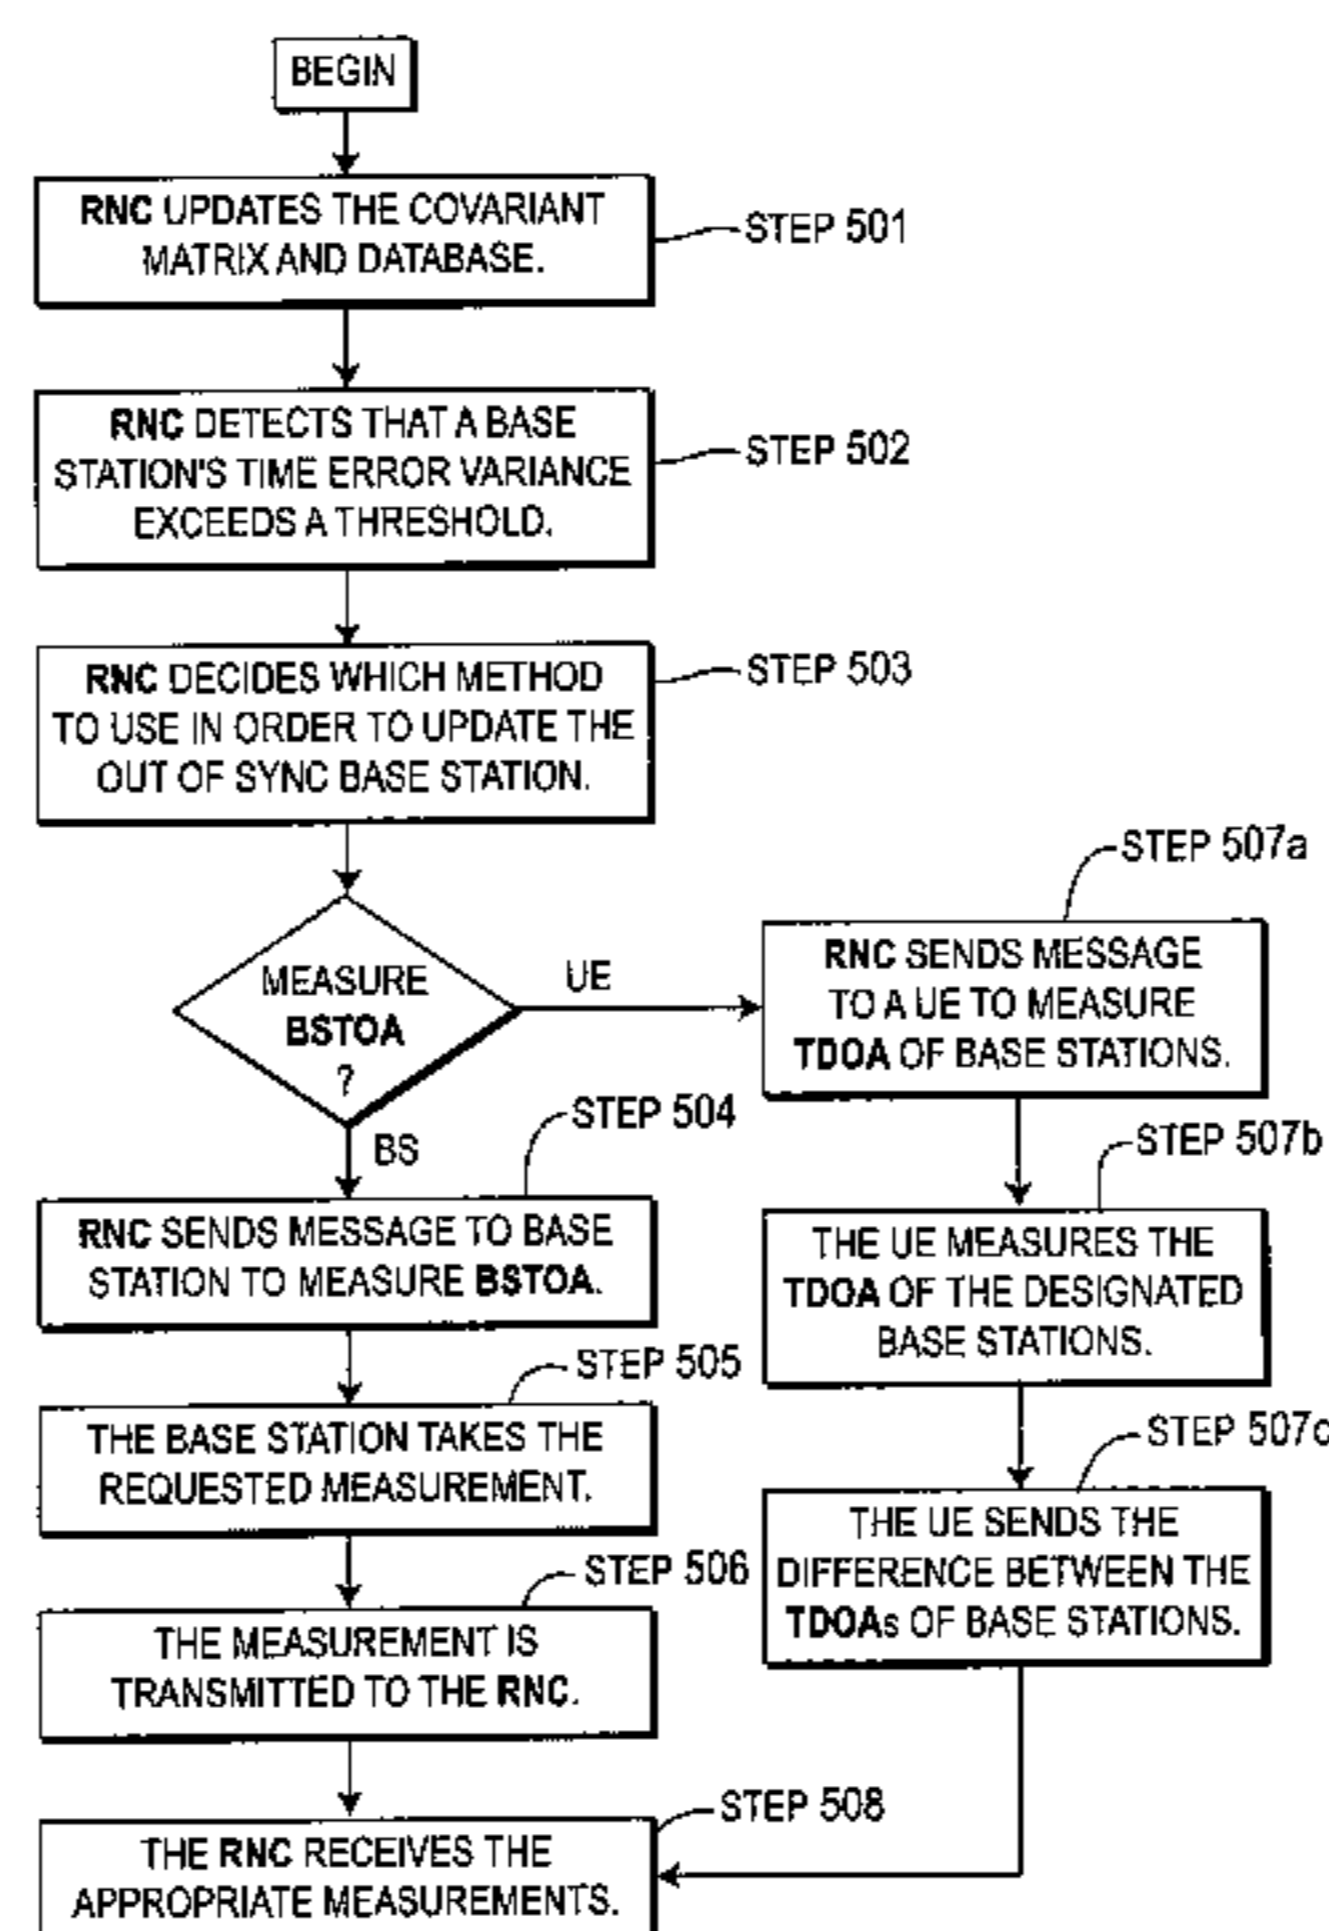 BEGIN
RNC UPDATES THE COVARIANT
MATRIX AND DATABASE.
STEP 501
RNC DETECTS THAT A BASE
STATION'S TIME ERROR VARIANCE
EXCEEDS A THRESHOLD.
STEP 502
RNC DECIDES WHICH METHOD
TO USE IN ORDER TO UPDATE THE
OUT OF SYNC BASE STATION.
STEP 503
MEASURE
BSTOA
?
UE
BS
STEP 507a
RNC SENDS MESSAGE
TO A UE TO MEASURE
TDOA OF BASE STATIONS.
STEP 504
RNC SENDS MESSAGE TO BASE
STATION TO MEASURE BSTOA.
STEP 507b
THE UE MEASURES THE
TDOA OF THE DESIGNATED
BASE STATIONS.
STEP 505
THE BASE STATION TAKES THE
REQUESTED MEASUREMENT.
STEP 507c
THE UE SENDS THE
DIFFERENCE BETWEEN THE
TDOAs OF BASE STATIONS.
STEP 506
THE MEASUREMENT IS
TRANSMITTED TO THE RNC.
STEP 508
THE RNC RECEIVES THE
APPROPRIATE MEASUREMENTS.